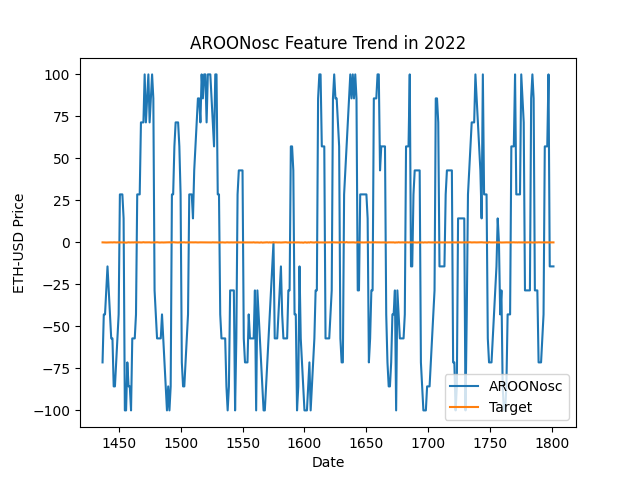 AROONosc Feature Trend in 2022
ETH-USD Price
100
75
50
25
0
−25
−50
−75
−100
1450 1500 1550 1600 1650 1700 1750 1800
Date
AROONosc
Target